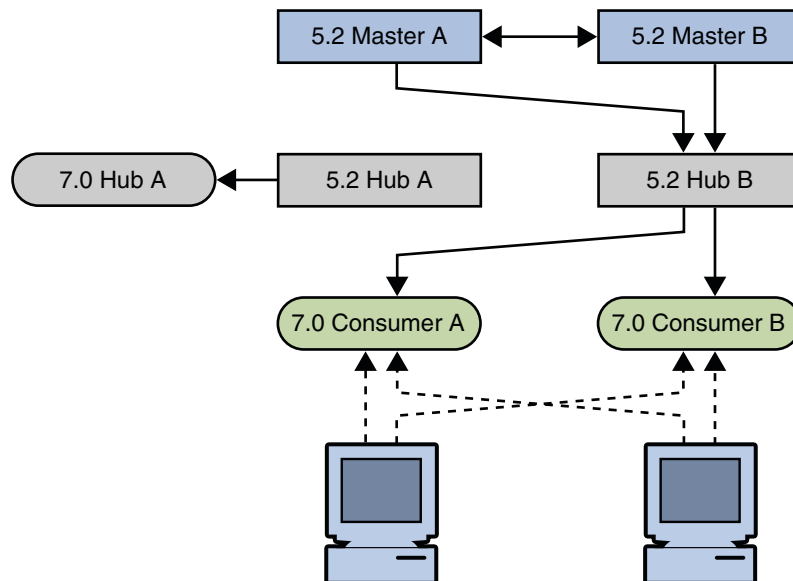 5.2 Master A
5.2 Master B
7.0 Hub A
5.2 Hub A
5.2 Hub B
7.0 Consumer A
7.0 Consumer B